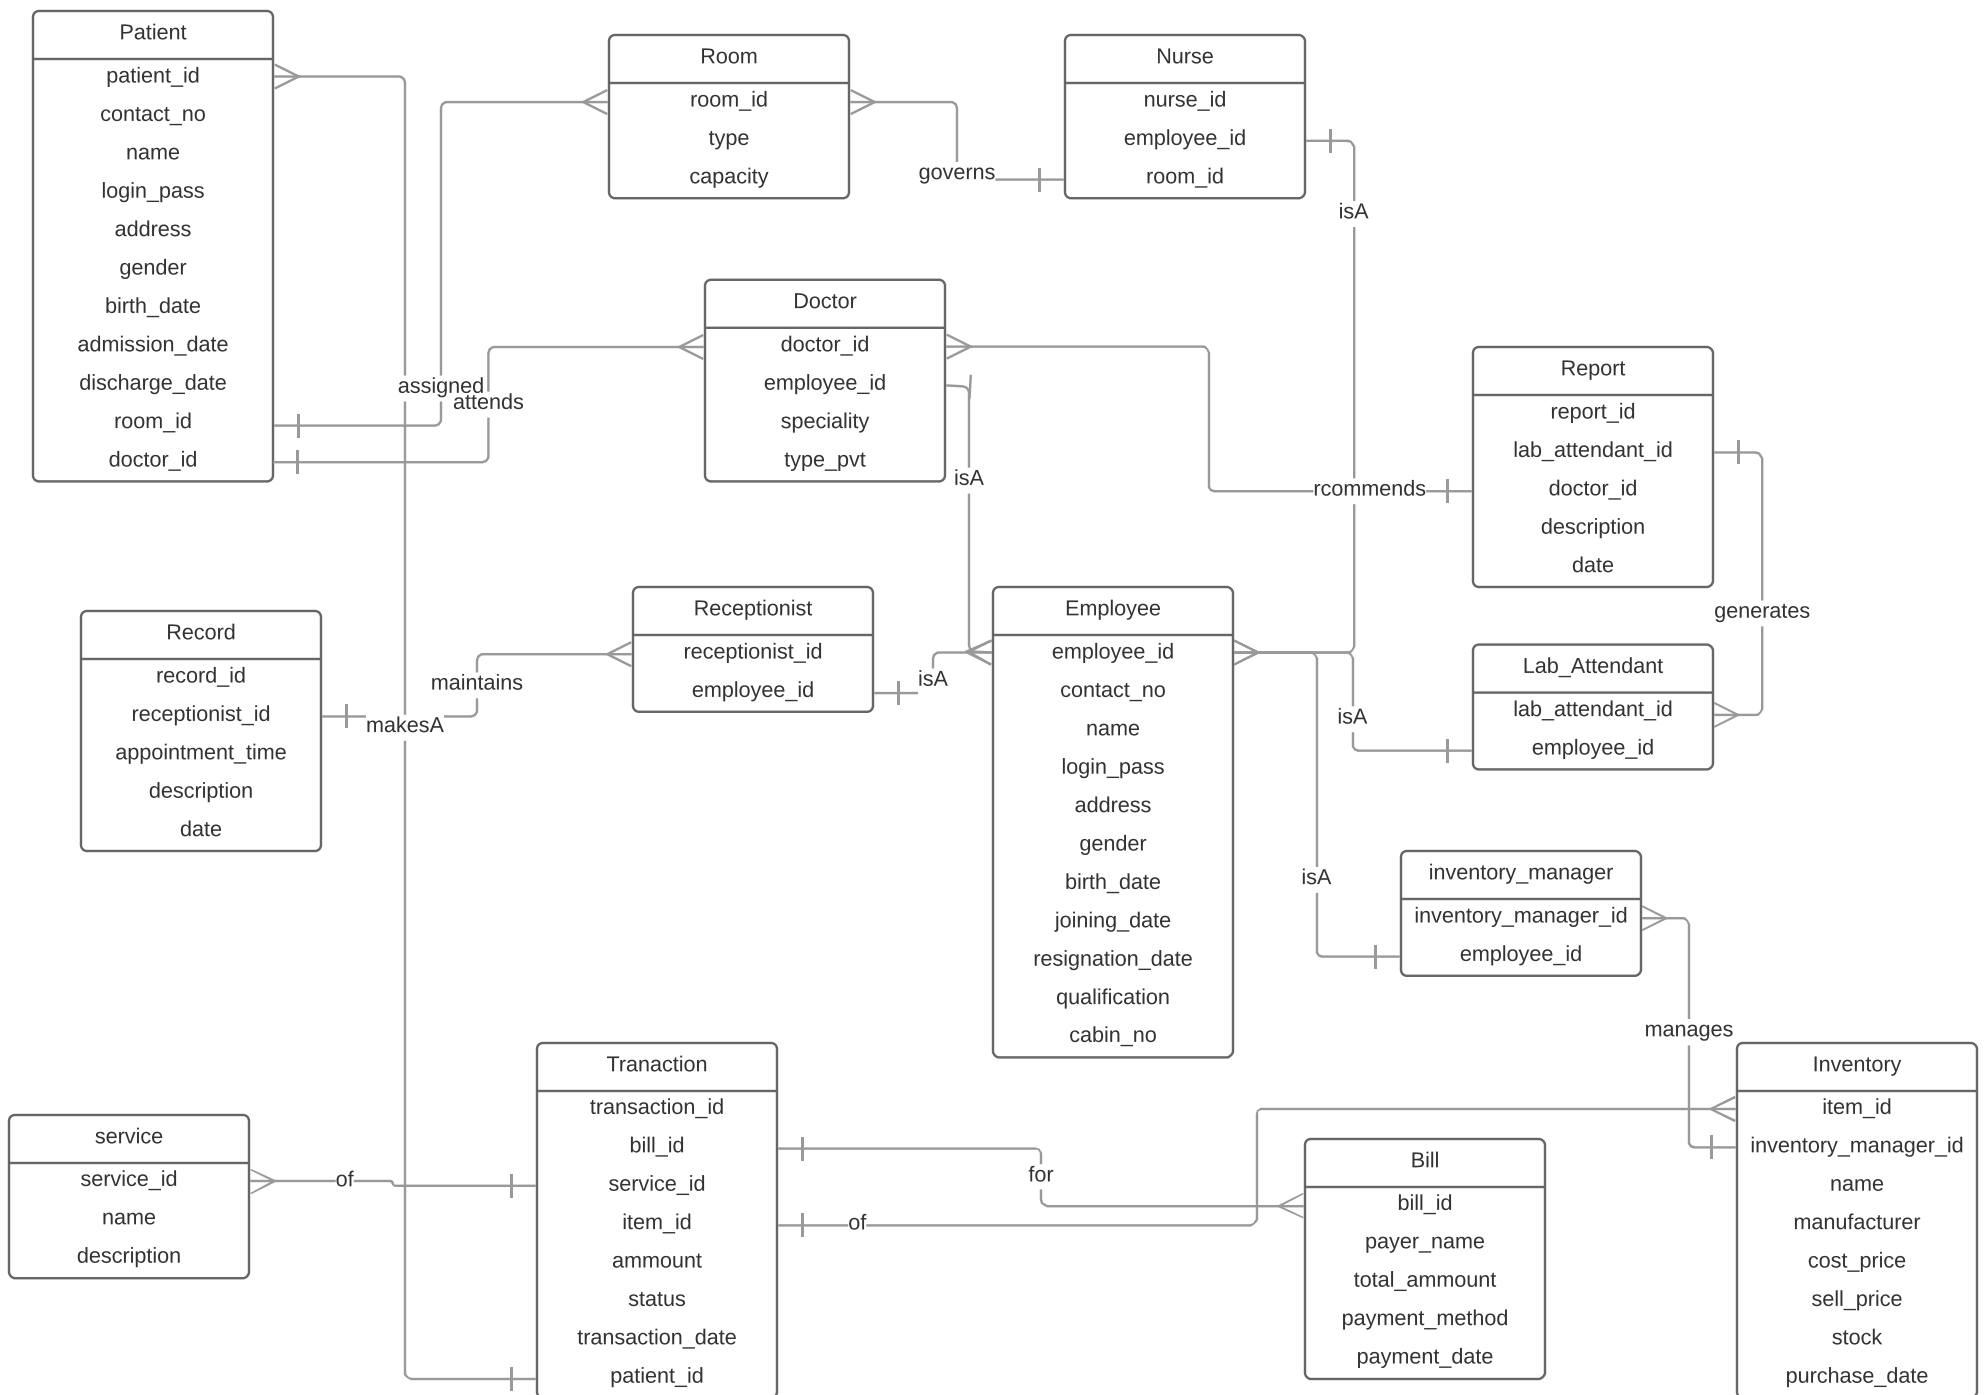 Patient
patient_id
contact_no
name
login_pass
address
gender
birth_date
admission_date
discharge_date
room_id
doctor_id
Room
room_id
type
capacity
governs
Nurse
nurse_id
employee_id
room_id
isA
assigned
attends
Doctor
doctor_id
employee_id
speciality
type_pvt
isA
rcommends
Report
report_id
lab_attendant_id
doctor_id
description
date
generates
Record
record_id
receptionist_id
appointment_time
description
date
maintains
makesA
Receptionist
receptionist_id
employee_id
isA
Employee
employee_id
contact_no
name
login_pass
address
gender
birth_date
joining_date
resignation_date
qualification
cabin_no
isA
Lab_Attendant
lab_attendant_id
employee_id
isA
inventory_manager
inventory_manager_id
employee_id
manages
service
service_id
name
description
of
Tranaction
transaction_id
bill_id
service_id
item_id
ammount
status
transaction_date
patient_id
for
of
Bill
bill_id
payer_name
total_ammount
payment_method
payment_date
Inventory
item_id
inventory_manager_id
name
manufacturer
cost_price
sell_price
stock
purchase_date